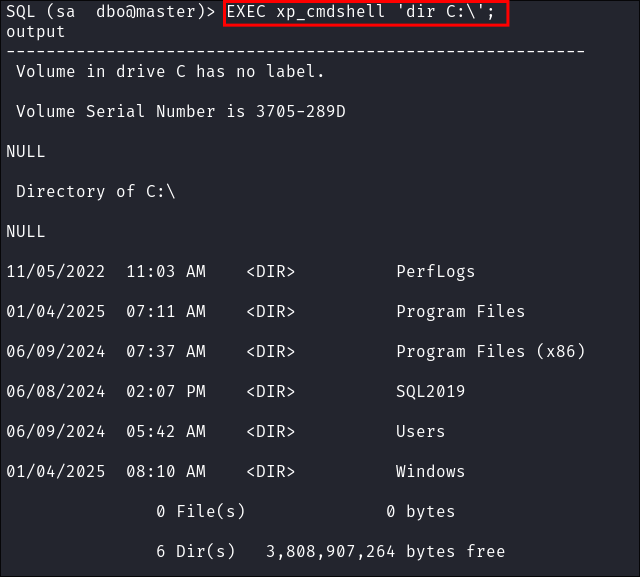 SQL (sa  dbo@master)> EXEC xp_cmdshell 'dir C:\';
output
----------------------------------------------------------
 Volume in drive C has no label.
 Volume Serial Number is 3705-289D
NULL
 Directory of C:\
NULL
11/05/2022  11:03 AM    <DIR>          PerfLogs
01/04/2025  07:11 AM    <DIR>          Program Files
06/09/2024  07:37 AM    <DIR>          Program Files (x86)
06/08/2024  02:07 PM    <DIR>          SQL2019
06/09/2024  05:42 AM    <DIR>          Users
01/04/2025  08:10 AM    <DIR>          Windows
               0 File(s)              0 bytes
               6 Dir(s)   3,808,907,264 bytes free